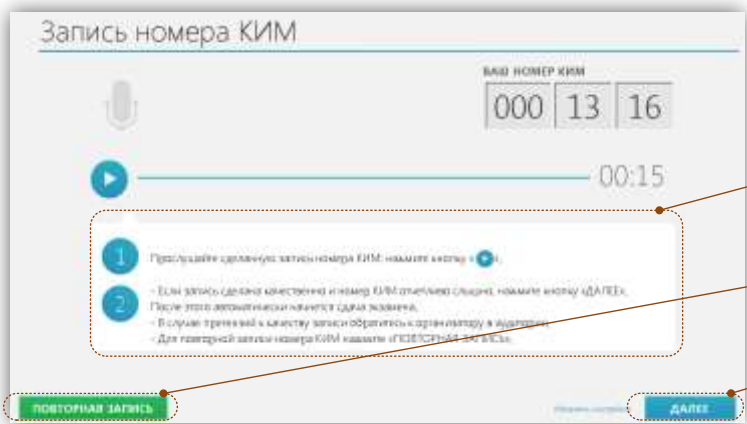 Запись номера КИМ
ВАШ НОМЕР КИМ
000 13 16
00:15
1 Прослушайте сделанную запись номера КИМ: нажмите кнопку « ».
2 - Если запись сделана качественно и номер КИМ отчетливо слышно, нажмите кнопку «ДАЛЕЕ».
После этого автоматически начнется сдача экзамена.
- В случае претензий к качеству записи обратитесь к организатору в аудитории.
- Для повторной записи номера КИМ нажмите «ПОВТОРНАЯ ЗАПИСЬ».
ПОВТОРНАЯ ЗАПИСЬ
ДАЛЕЕ